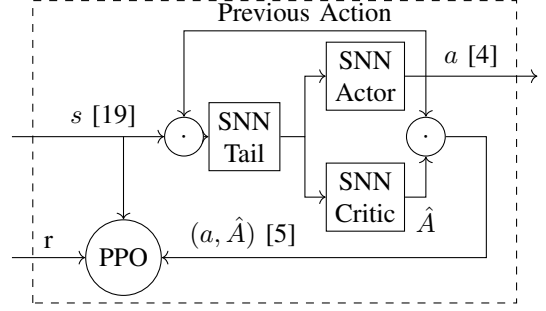 Previous Action
SNN
Actor
a [4]
s [19]
·
SNN
Tail
·
SNN
Critic
Â
r
(a, Â) [5]
PPO